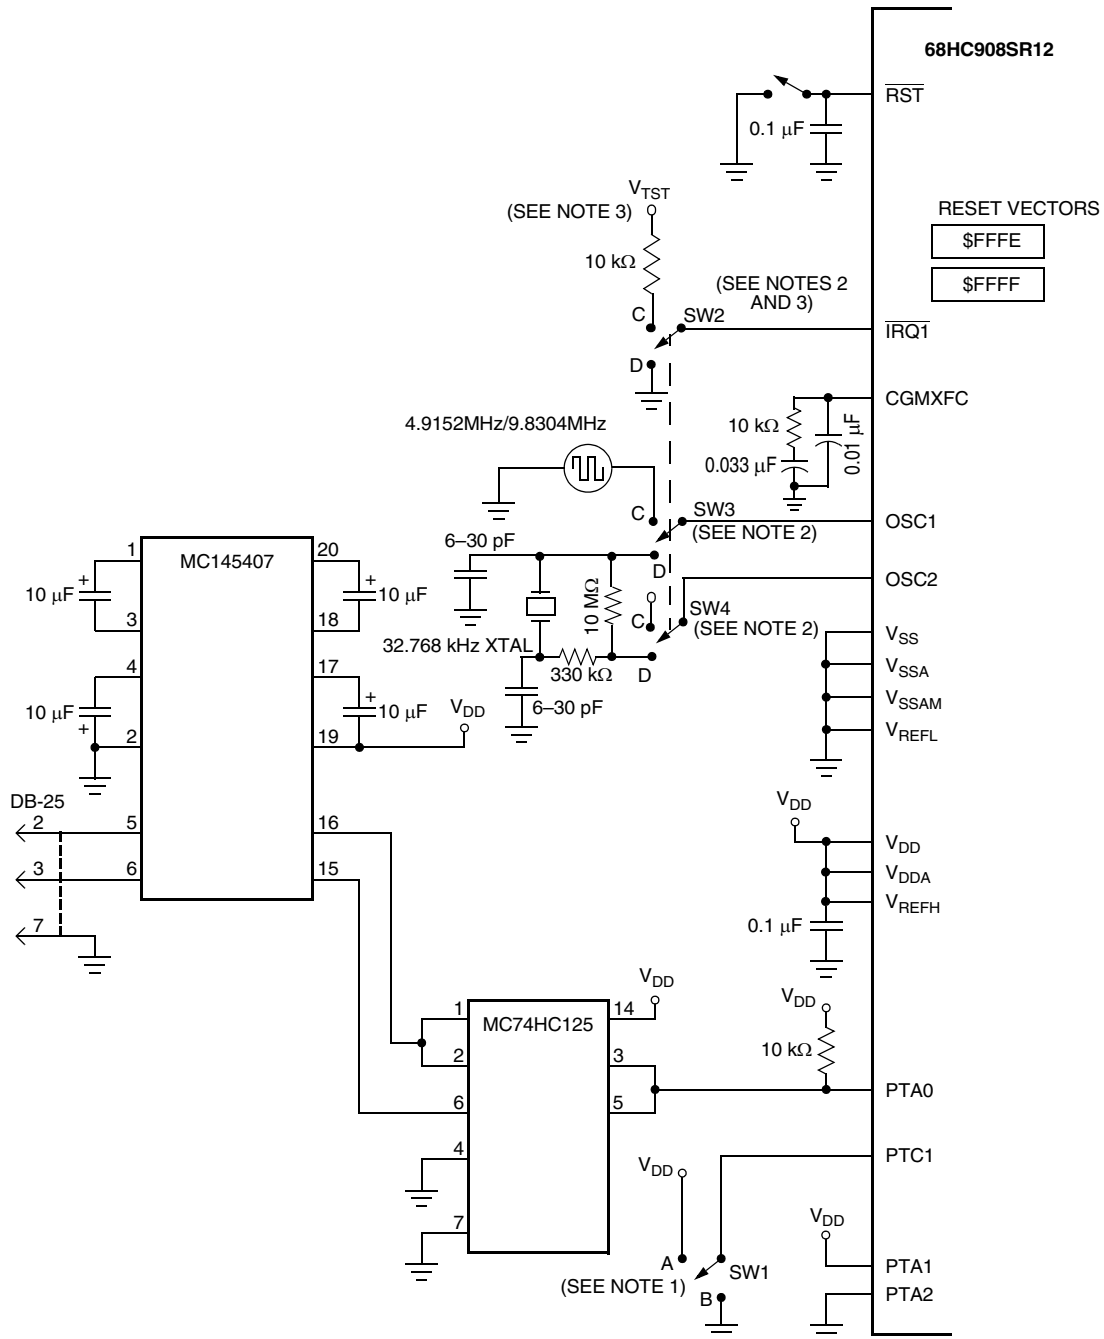 68HC908SR12
RST
0.1 µF
VTST
(SEE NOTE 3)
RESET VECTORS
$FFFE
$FFFF
10 kΩ
(SEE NOTES 2
AND 3)
C
SW2
IRQ1
D
CGMXFC
10 kΩ
0.01 µF
0.033 µF
4.9152MHz/9.8304MHz
C
SW3
OSC1
(SEE NOTE 2)
6–30 pF
D
OSC2
10 MΩ
C
SW4
(SEE NOTE 2)
32.768 kHz XTAL
330 kΩ
D
6–30 pF
VSS
VSSA
VSSAM
VREFL
MC145407
1
20
10 µF
+
+
10 µF
3
18
4
17
10 µF
+
+
10 µF
VDD
2
19
DB-25
2
5
16
3
6
15
7
VDD
VDD
VDDA
VREFH
0.1 µF
MC74HC125
1
14
VDD
2
3
6
5
4
7
VDD
10 kΩ
PTA0
PTC1
VDD
A
SW1
(SEE NOTE 1)
B
VDD
PTA1
PTA2